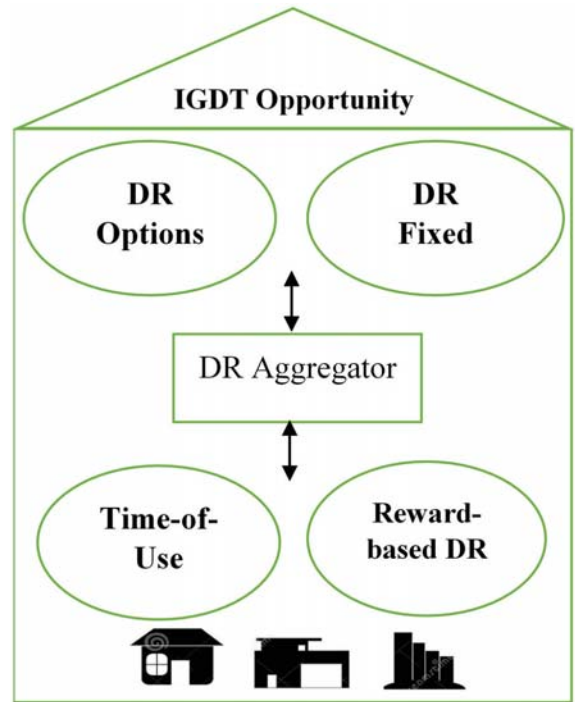 IGDT Opportunity
DR
Options
DR
Fixed
DR Aggregator
Time-of-
Use
Reward-
based DR